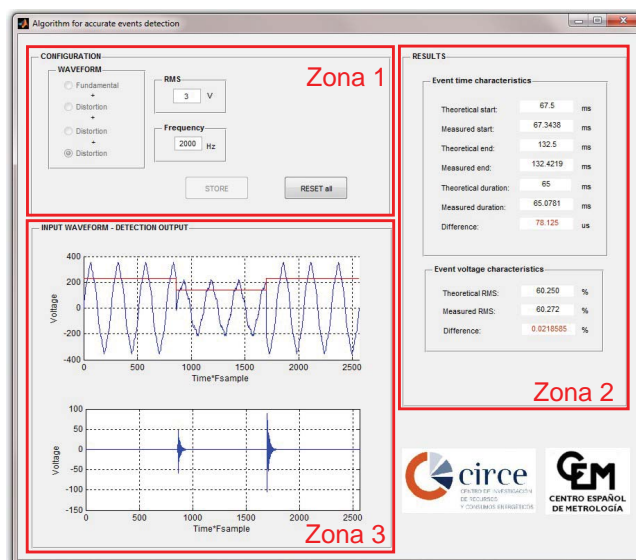 Algorithm for accurate events detection
CONFIGURATION
WAVEFORM
Fundamental
+
Distortion
+
Distortion
+
Distortion
RMS
3 V
Frequency
2000 Hz
Zona 1
STORE
RESET all
RESULTS
Event time characteristics
Theoretical start: 67.5 ms
Measured start: 67.3438 ms
Theoretical end: 132.5 ms
Measured end: 132.4219 ms
Theoretical duration: 65 ms
Measured duration: 65.0781 ms
Difference: 78.125 us
Event voltage characteristics
Theoretical RMS: 60.250 %
Measured RMS: 60.272 %
Difference: 0.0218585 %
Zona 2
INPUT WAVEFORM - DETECTION OUTPUT
400
200
0
-200
-400
Voltage
0 500 1000 1500 2000 2500
Time*Fsample
100
50
0
-50
-100
-150
Voltage
0 500 1000 1500 2000 2500
Time*Fsample
Zona 3
circe
CENTRO DE INVESTIGACIÓN
DE RECURSOS
Y CONSUMOS ENERGÉTICOS
CEM
CENTRO ESPAÑOL
DE METROLOGÍA